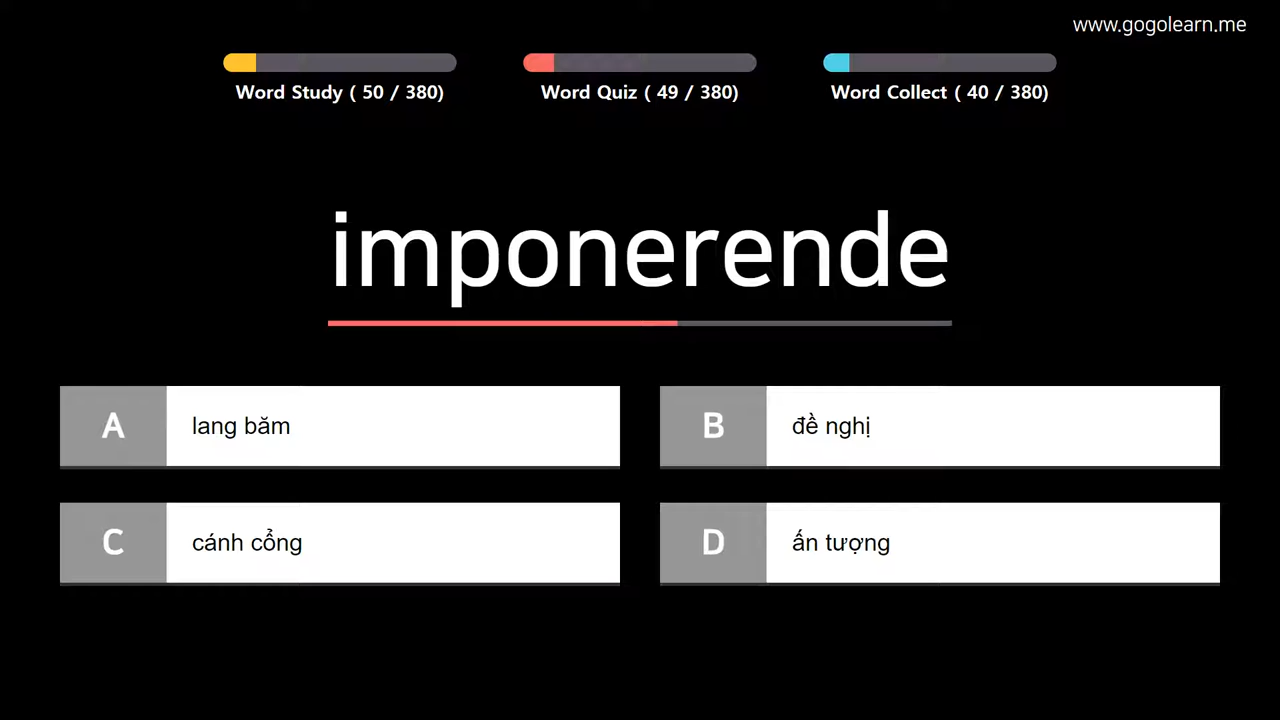 www.gogolearn.me
Word Study ( 50 / 380)
Word Quiz ( 49 / 380)
Word Collect ( 40 / 380)
imponerende
A lang băm
B đề nghị
C cánh cổng
D ấn tượng